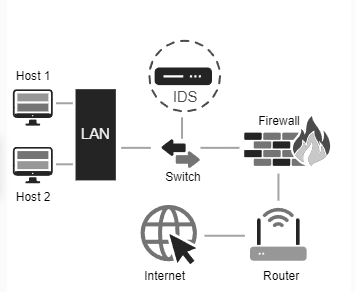 Host 1
IDS
Firewall
LAN
Switch
Host 2
Internet
Router